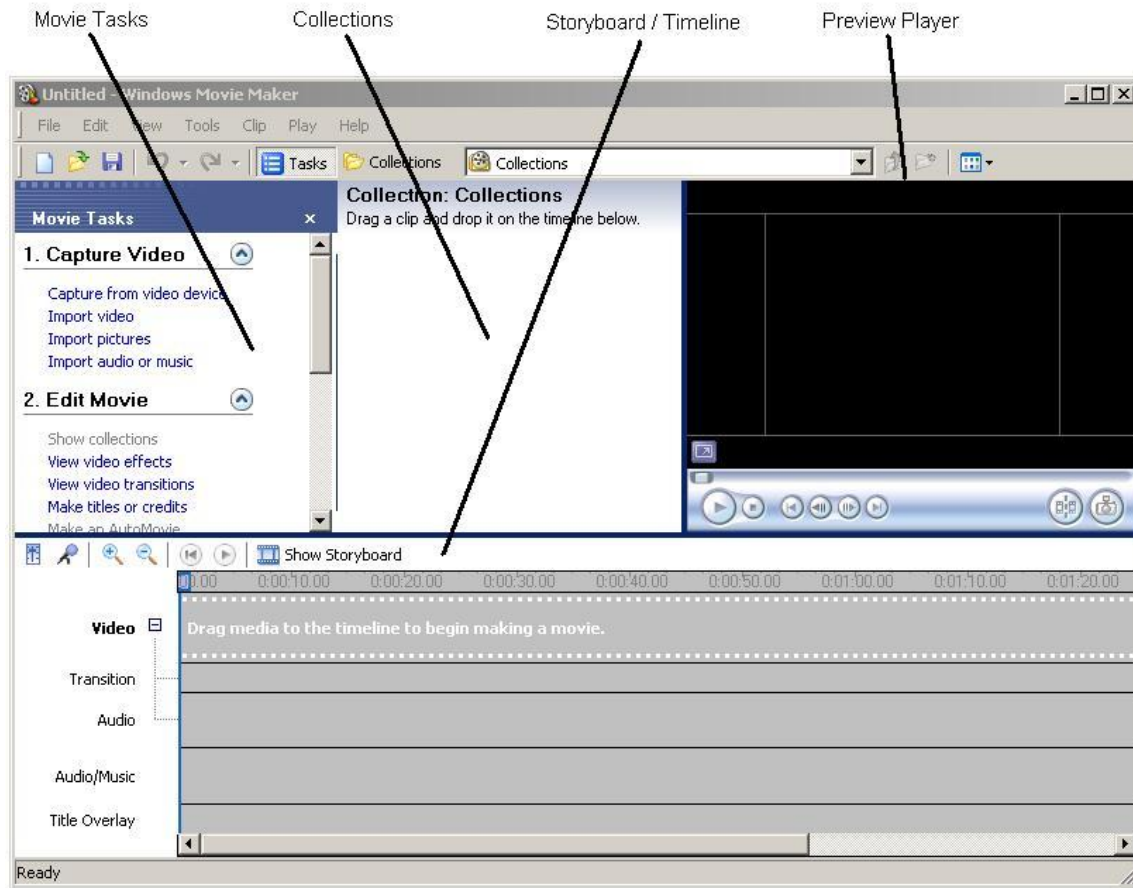 Movie Tasks
Collections
Storyboard / Timeline
Preview Player
Untitled - Windows Movie Maker
File Edit View Tools Clip Play Help
Tasks Collections Collections
Movie Tasks
Collection: Collections
Drag a clip and drop it on the timeline below.
1. Capture Video
Capture from video device
Import video
Import pictures
Import audio or music
2. Edit Movie
Show collections
View video effects
View video transitions
Make titles or credits
Make an AutoMovie
Show Storyboard
0:00:10.00 0:00:20.00 0:00:30.00 0:00:40.00 0:00:50.00 0:01:00.00 0:01:10.00 0:01:20.00
Video
Drag media to the timeline to begin making a movie.
Transition
Audio
Audio/Music
Title Overlay
Ready